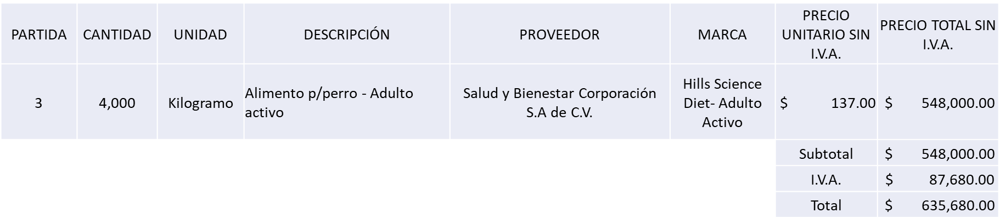 PARTIDA
CANTIDAD
UNIDAD
DESCRIPCIÓN
PROVEEDOR
MARCA
PRECIO
UNITARIO SIN
I.V.A.
PRECIO TOTAL SIN
I.V.A.
3
4,000
Kilogramo
Alimento p/perro - Adulto
activo
Salud y Bienestar Corporación
S.A de C.V.
Hills Science
Diet- Adulto
Activo
$ 137.00
$ 548,000.00
Subtotal $ 548,000.00
I.V.A. $ 87,680.00
Total $ 635,680.00